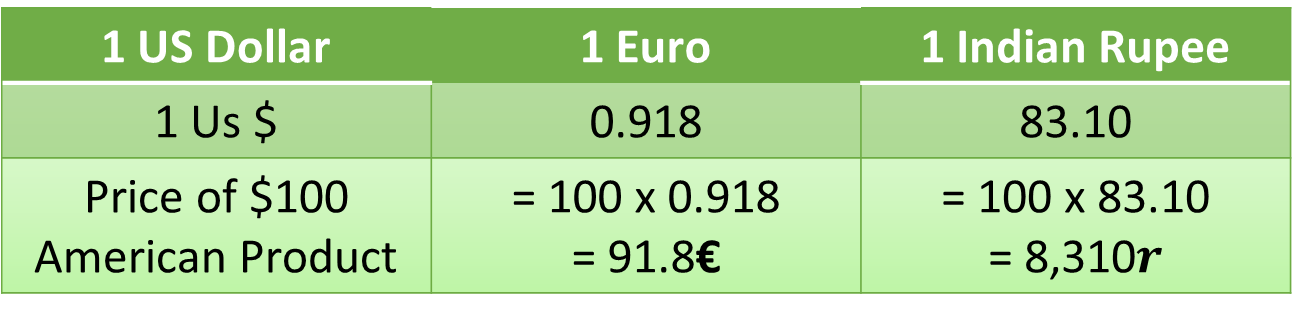 1 US Dollar 1 Euro 1 Indian Rupee
1 Us $ 0.918 83.10
Price of $100 = 100 x 0.918 = 100 x 83.10
American Product = 91.8€ = 8,310r